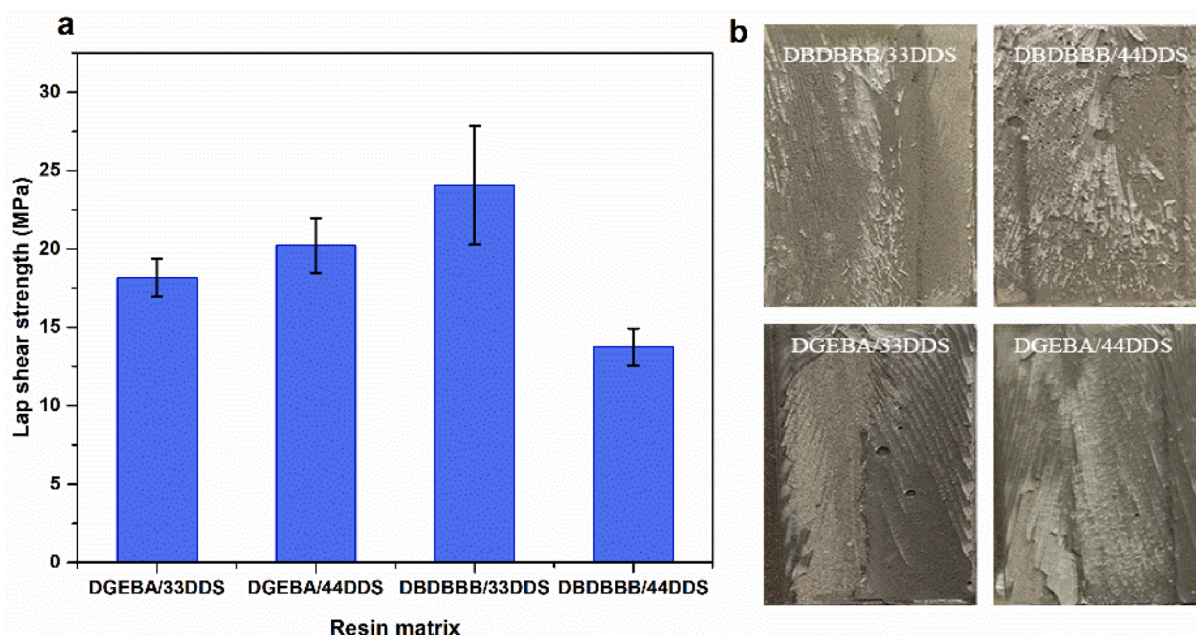 a
Lap shear strength (MPa)
30
25
20
15
10
5
0
DGEBA/33DDS DGEBA/44DDS DBDBBB/33DDS DBDBBB/44DDS
Resin matrix
b
DBDBBB/33DDS DBDBBB/44DDS
DGEBA/33DDS DGEBA/44DDS